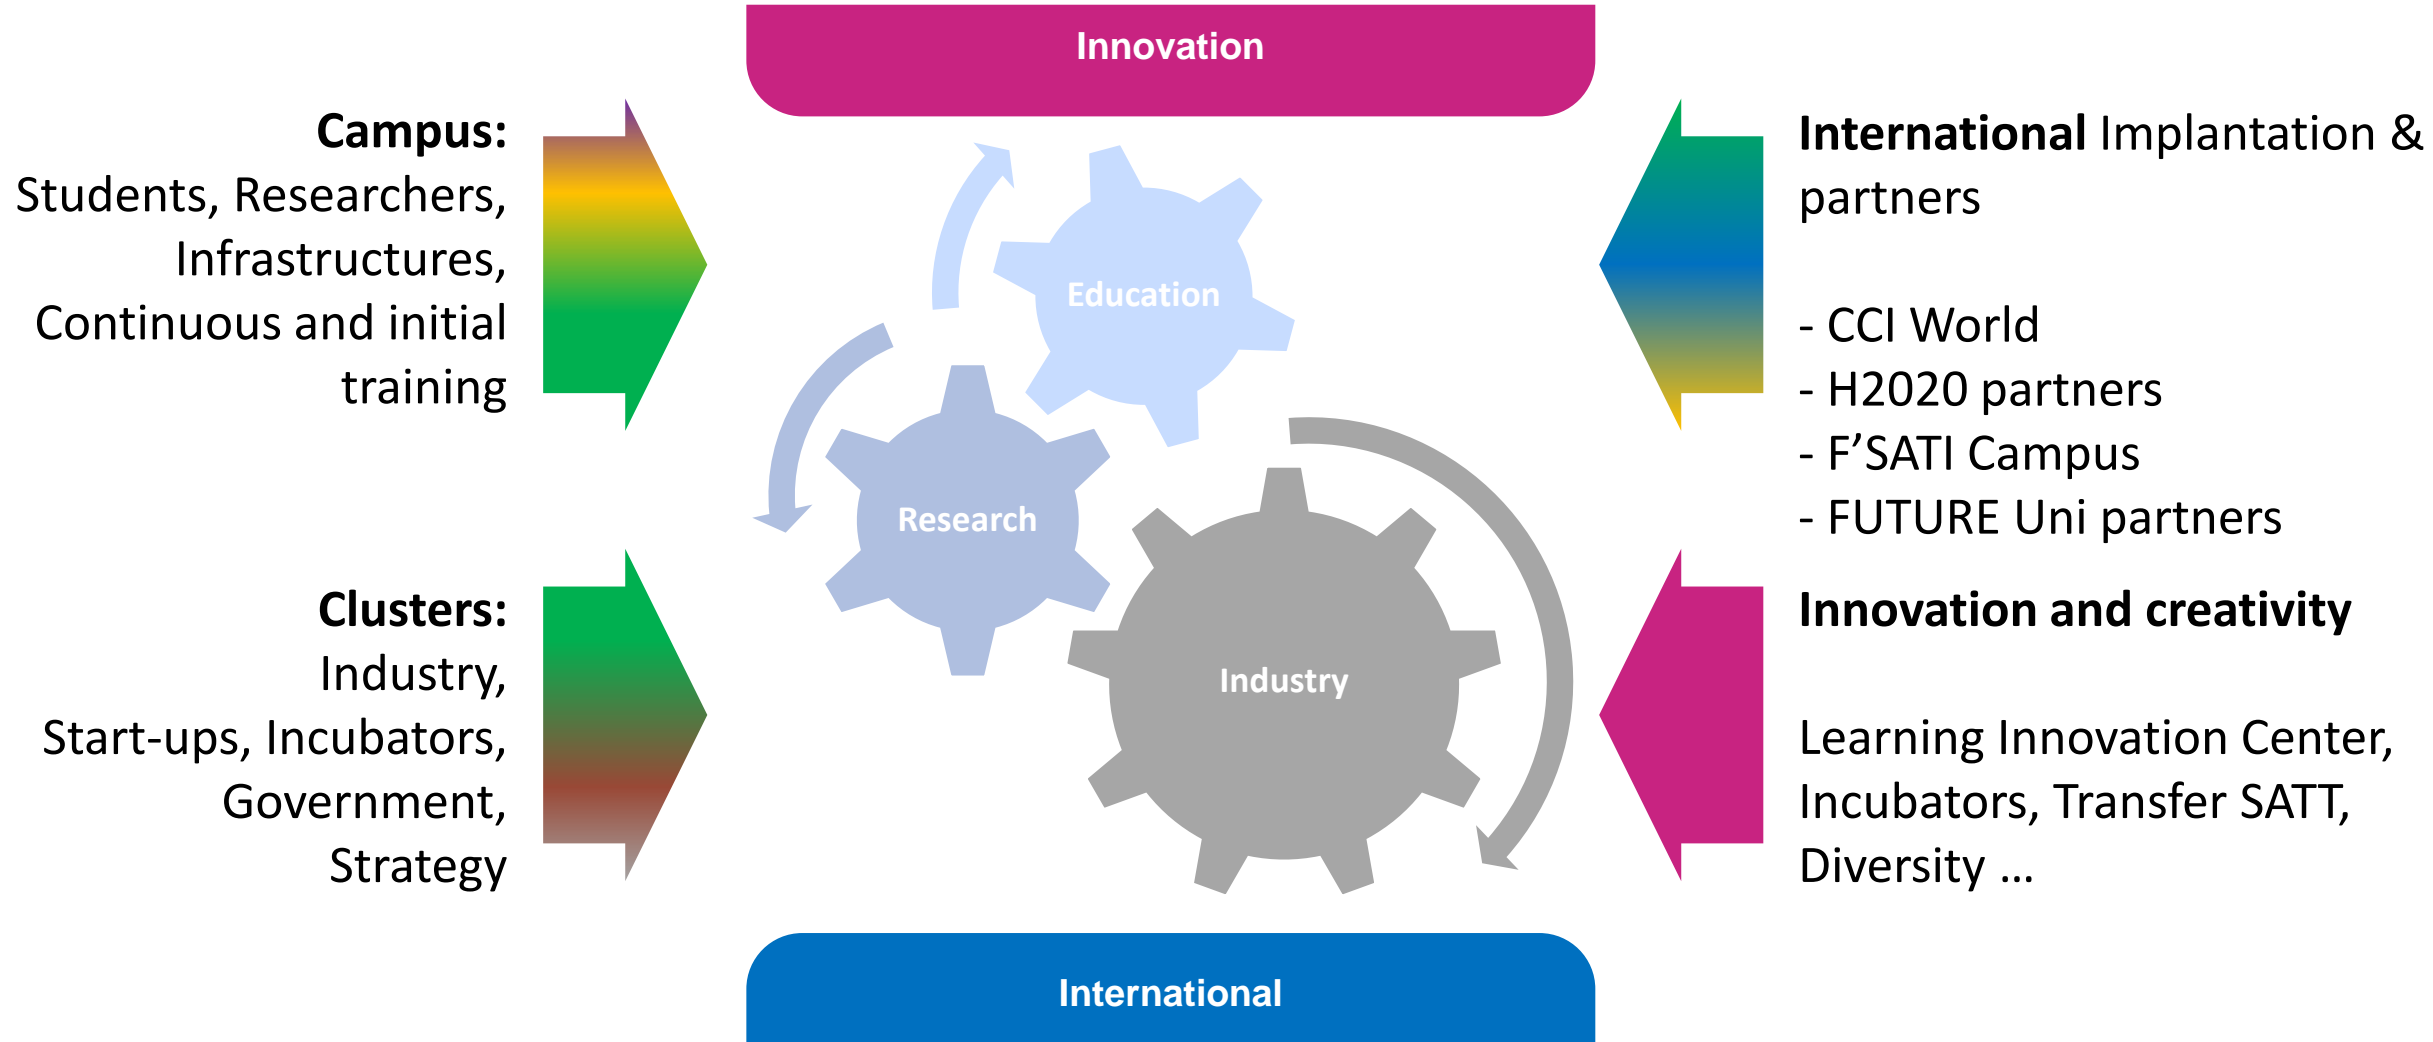 Innovation
Campus:
Students, Researchers,
Infrastructures,
Continuous and initial
training
Clusters:
Industry,
Start-ups, Incubators,
Government,
Strategy
Education
Research
Industry
International Implantation &
partners
- CCI World
- H2020 partners
- F’SATI Campus
- FUTURE Uni partners
Innovation and creativity
Learning Innovation Center,
Incubators, Transfer SATT,
Diversity ...
International